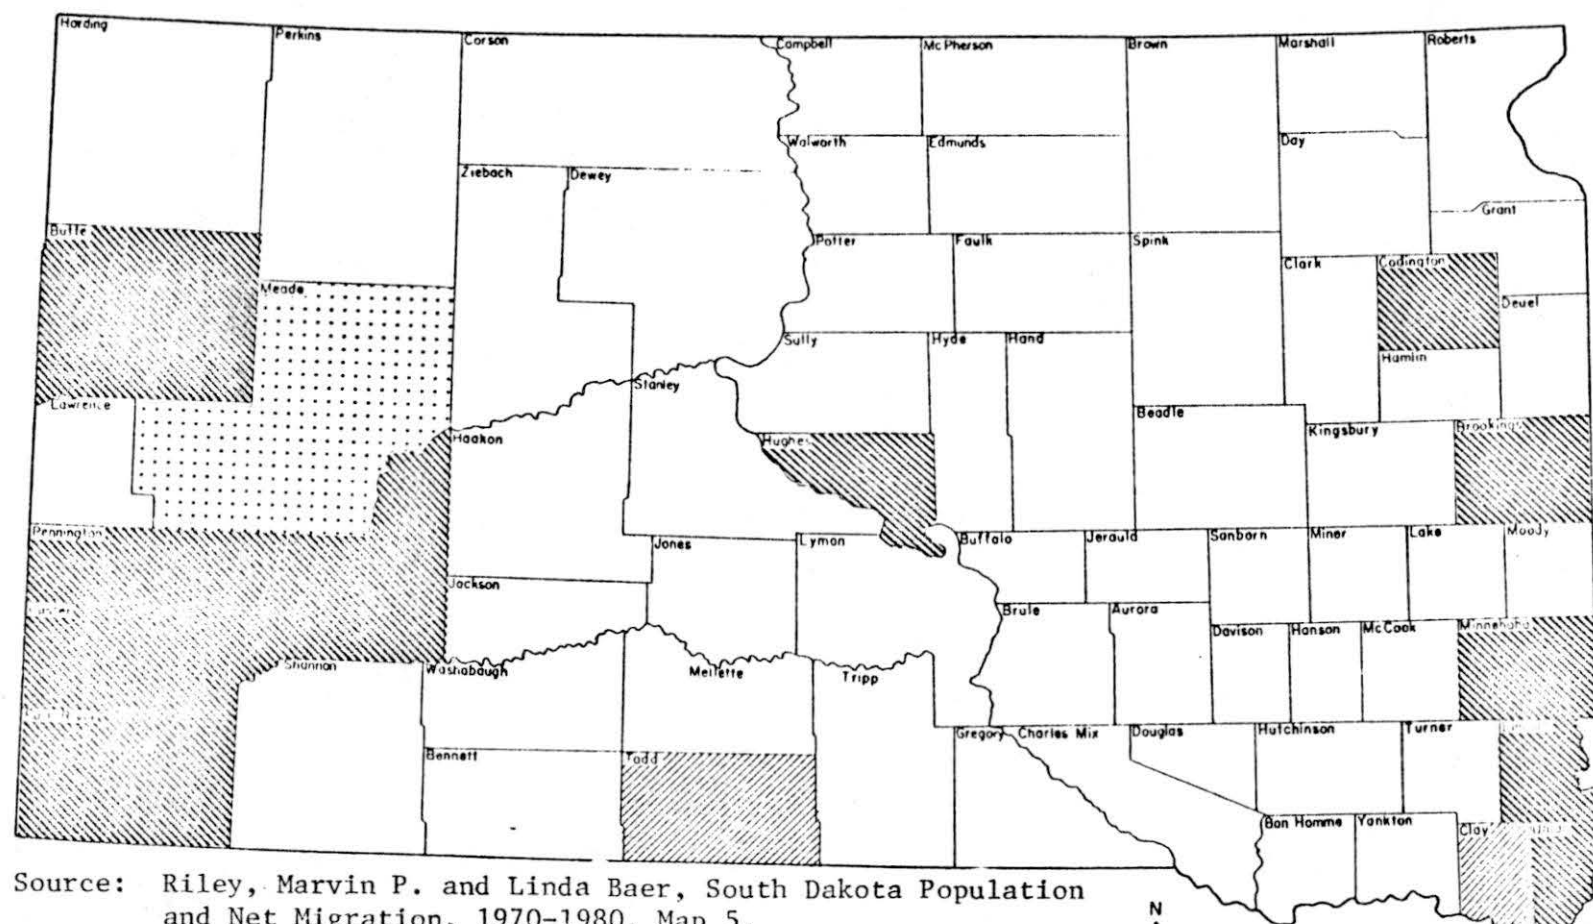 Harding
Perkins
Corson
Campbell
McPherson
Brown
Marshall
Roberts
Walworth
Edmunds
Day
Ziebach
Dewey
Grant
Butte
Potter
Faulk
Spink
Clark
Codington
Meade
Deuel
Sully
Hyde
Hand
Hamlin
Stanley
Lawrence
Beadle
Haakon
Hughes
Kingsbury
Brookings
Pennington
Jones
Lyman
Buffalo
Jerauld
Sanborn
Miner
Lake
Moody
Jackson
Custer
Brule
Aurora
Davison
Hanson
McCook
Minnehaha
Shannon
Washabaugh
Mellette
Tripp
Gregory
Charles Mix
Douglas
Hutchinson
Turner
Bennett
Todd
Bon Homme
Yankton
Clay
Source: Riley, Marvin P. and Linda Baer, South Dakota Population
and Net Migration, 1970-1980, Map 5.
N